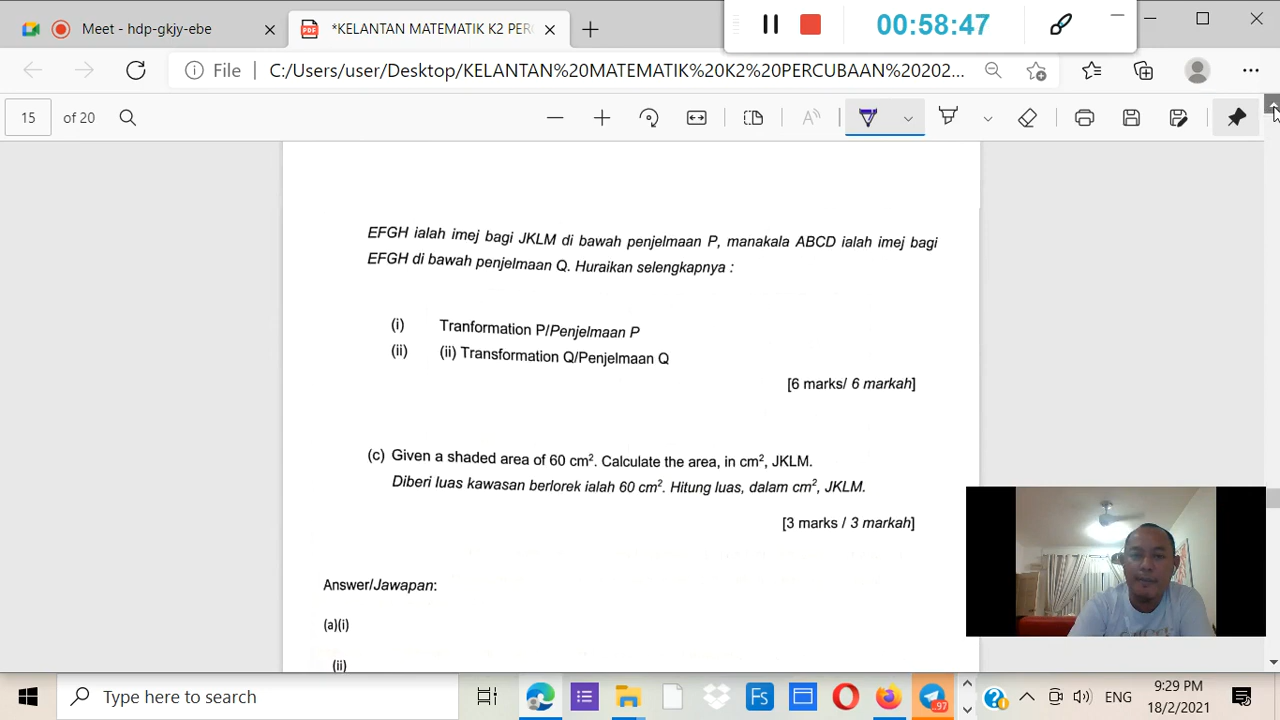 Meet - hdp-gkjy-ebe
*KELANTAN MATEMATIK K2 PER
00:58:47
File
C:/Users/user/Desktop/KELANTAN%20MATEMATIK%20K2%20PERCUBAAN%20202...
15 of 20
EFGH ialah imej bagi JKLM di bawah penjelmaan P, manakala ABCD ialah imej bagi
EFGH di bawah penjelmaan Q. Huraikan selengkapnya :
(i) Tranformation P/Penjelmaan P
(ii) (ii) Transformation Q/Penjelmaan Q
[6 marks/ 6 markah]
(c) Given a shaded area of 60 cm². Calculate the area, in cm², JKLM.
Diberi luas kawasan berlorek ialah 60 cm². Hitung luas, dalam cm², JKLM.
[3 marks / 3 markah]
Answer/Jawapan:
(a)(i)
(ii)
Type here to search
Fs
97
ENG
9:29 PM
18/2/2021